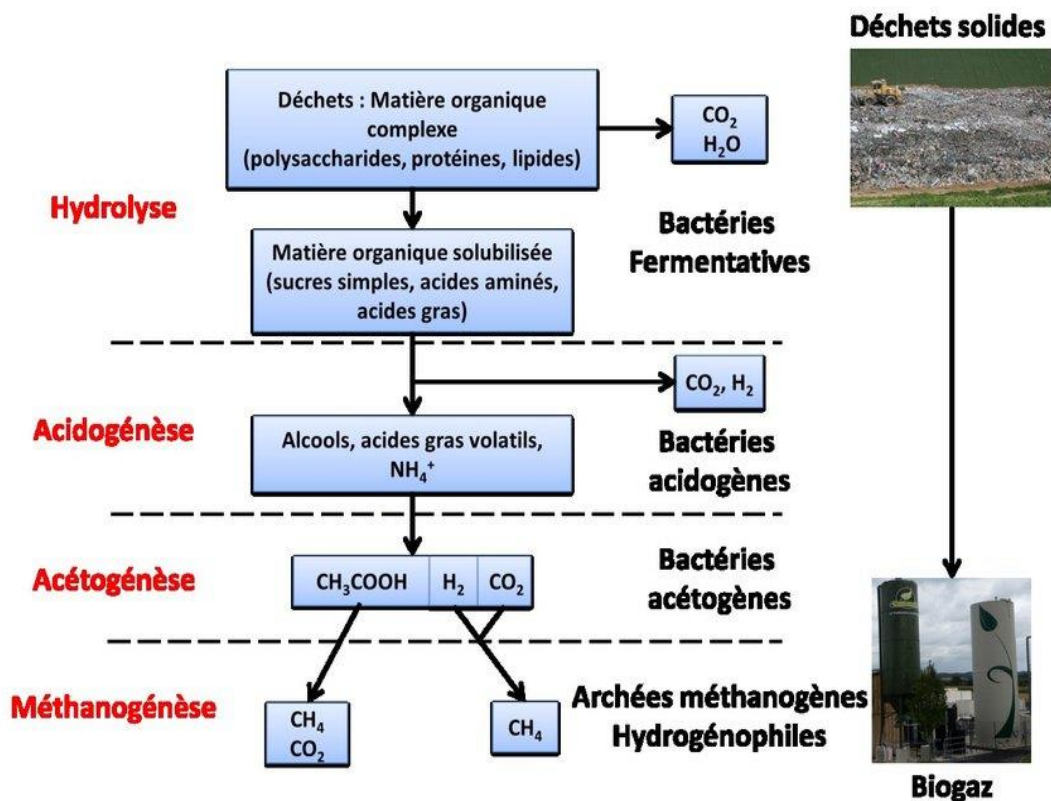 Déchets solides
Déchets : Matière organique
complexe
(polysaccharides, protéines, lipides)
CO₂
H₂O
Hydrolyse
Bactéries
Fermentatives
Matière organique solubilisée
(sucres simples, acides aminés,
acides gras)
CO₂, H₂
Acidogénèse
Alcools, acides gras volatils,
NH₄⁺
Bactéries
acidogènes
Acétogénèse
CH₃COOH H₂ CO₂
Bactéries
acétogènes
Méthanogénèse
CH₄
CO₂
CH₄
Archées méthanogènes
Hydrogénophiles
Biogaz